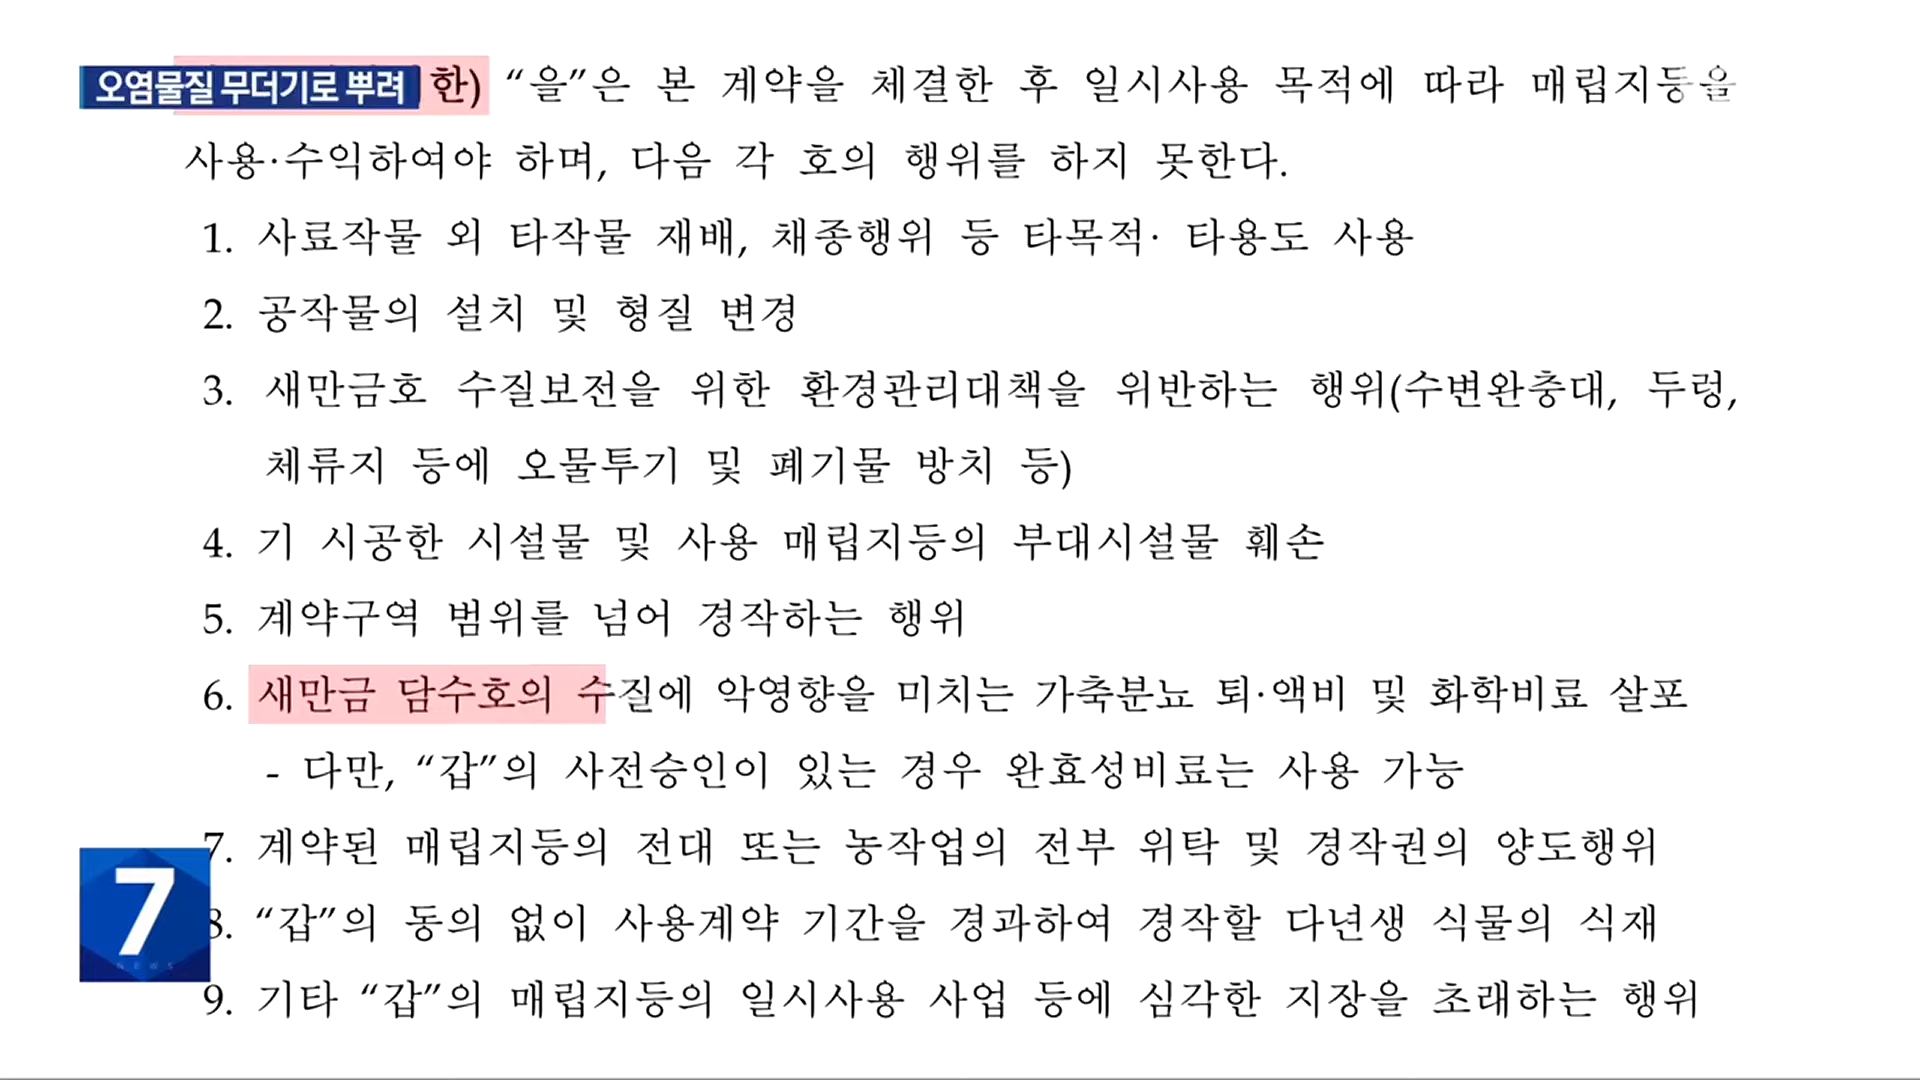 오염물질 무더기로 뿌려
한) “을”은 본 계약을 체결한 후 일시사용 목적에 따라 매립지등을
사용·수익하여야 하며, 다음 각 호의 행위를 하지 못한다.
1. 사료작물 외 타작물 재배, 채종행위 등 타목적· 타용도 사용
2. 공작물의 설치 및 형질 변경
3. 새만금호 수질보전을 위한 환경관리대책을 위반하는 행위(수변완충대, 두렁,
체류지 등에 오물투기 및 폐기물 방치 등)
4. 기 시공한 시설물 및 사용 매립지등의 부대시설물 훼손
5. 계약구역 범위를 넘어 경작하는 행위
6. 새만금 담수호의 수질에 악영향을 미치는 가축분뇨 퇴·액비 및 화학비료 살포
- 다만, “갑”의 사전승인이 있는 경우 완효성비료는 사용 가능
7. 계약된 매립지등의 전대 또는 농작업의 전부 위탁 및 경작권의 양도행위
8. “갑”의 동의 없이 사용계약 기간을 경과하여 경작할 다년생 식물의 식재
9. 기타 “갑”의 매립지등의 일시사용 사업 등에 심각한 지장을 초래하는 행위
7
NEWS